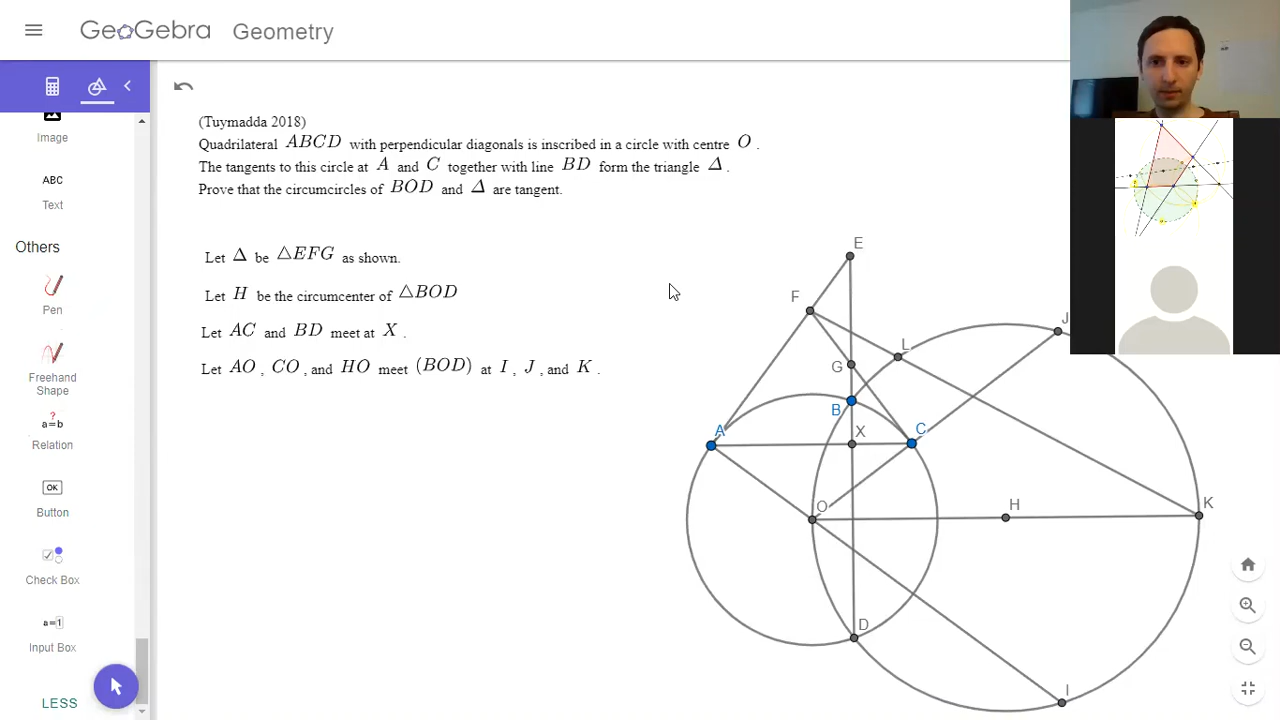 GeoGebra Geometry
Image
ABC
Text
Others
Pen
Freehand
Shape
a=b
Relation
OK
Button
Check Box
a=1
Input Box
LESS
(Tuymadda 2018)
Quadrilateral ABCD with perpendicular diagonals is inscribed in a circle with centre O .
The tangents to this circle at A and C together with line BD form the triangle Δ .
Prove that the circumcircles of BOD and Δ are tangent.
Let Δ be △EFG as shown.
Let H be the circumcenter of △BOD
Let AC and BD meet at X .
Let AO , CO , and HO meet (BOD) at I , J , and K .
E
F
J
L
G
B
A
X
C
O
H
K
D
I